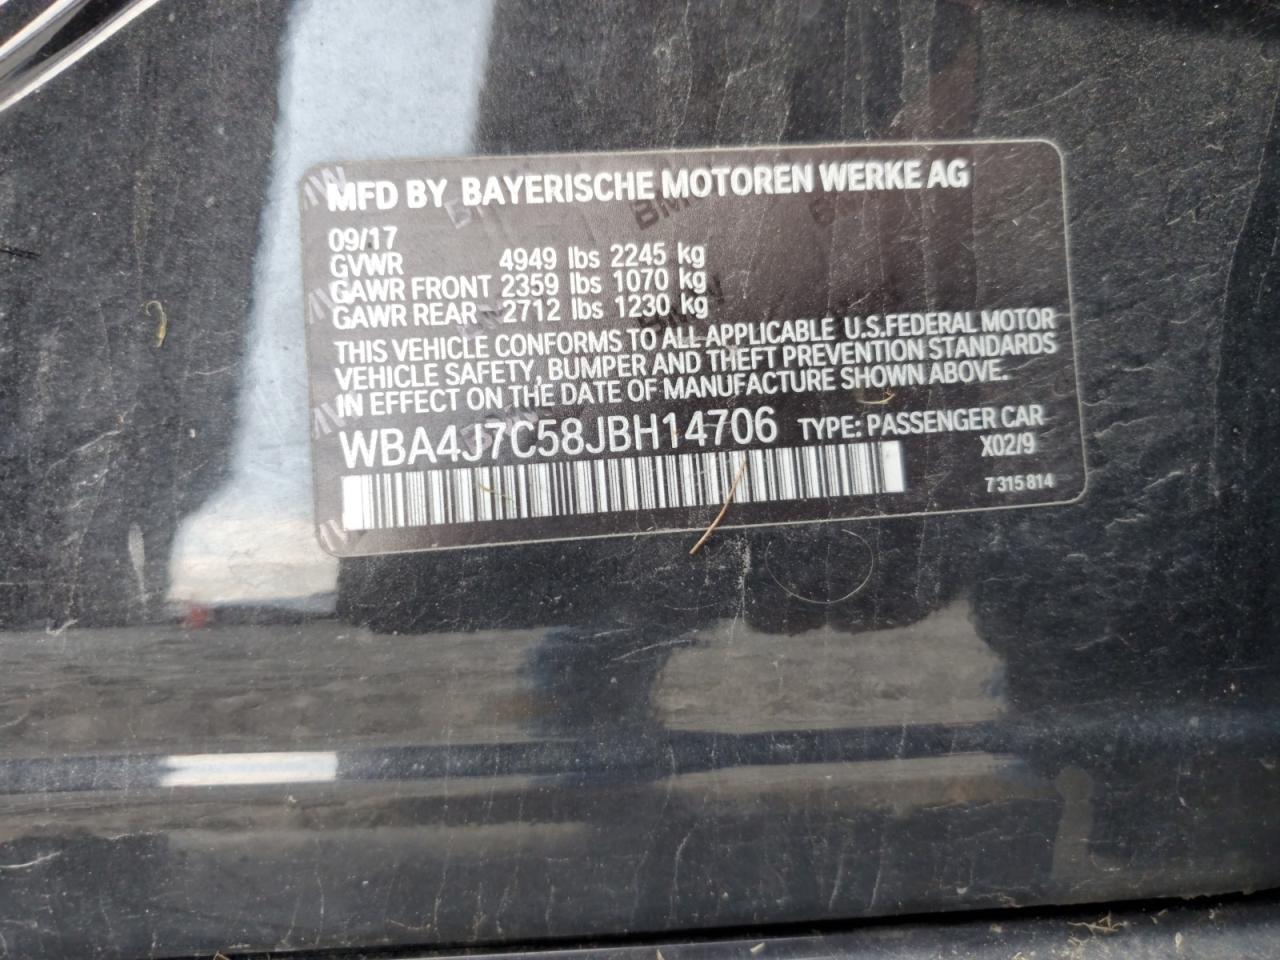 MFD BY BAYERISCHE MOTOREN WERKE AG
09/17
GVWR 4949 lbs 2245 kg
GAWR FRONT 2359 lbs 1070 kg
GAWR REAR 2712 lbs 1230 kg
THIS VEHICLE CONFORMS TO ALL APPLICABLE U.S.FEDERAL MOTOR
VEHICLE SAFETY, BUMPER AND THEFT PREVENTION STANDARDS
IN EFFECT ON THE DATE OF MANUFACTURE SHOWN ABOVE.
WBA4J7C58JBH14706 TYPE: PASSENGER CAR
X02/9
7 315 814